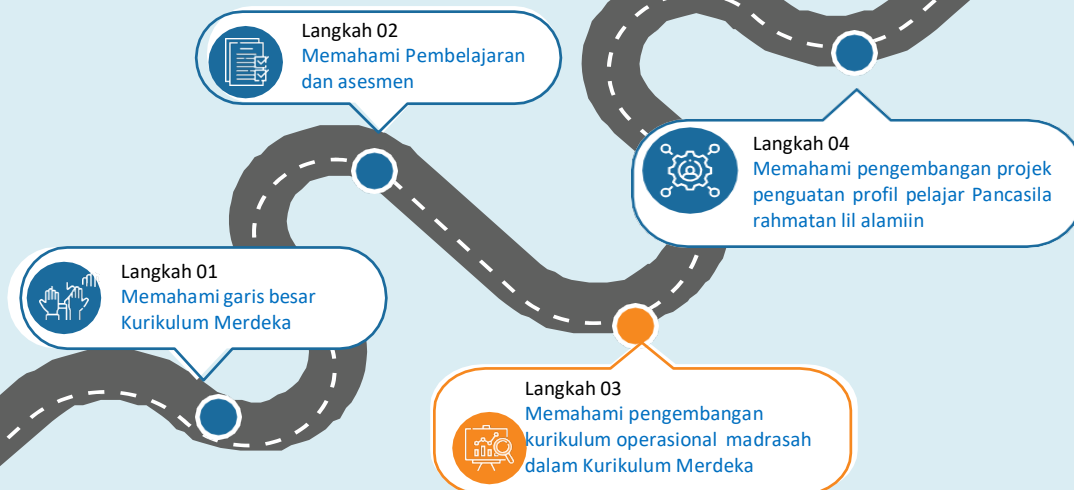 Langkah 01
Memahami garis besar
Kurikulum Merdeka
Langkah 02
Memahami Pembelajaran
dan asesmen
Langkah 03
Memahami pengembangan
kurikulum operasional madrasah
dalam Kurikulum Merdeka
Langkah 04
Memahami pengembangan projek
penguatan profil pelajar Pancasila
rahmatan lil alamiin